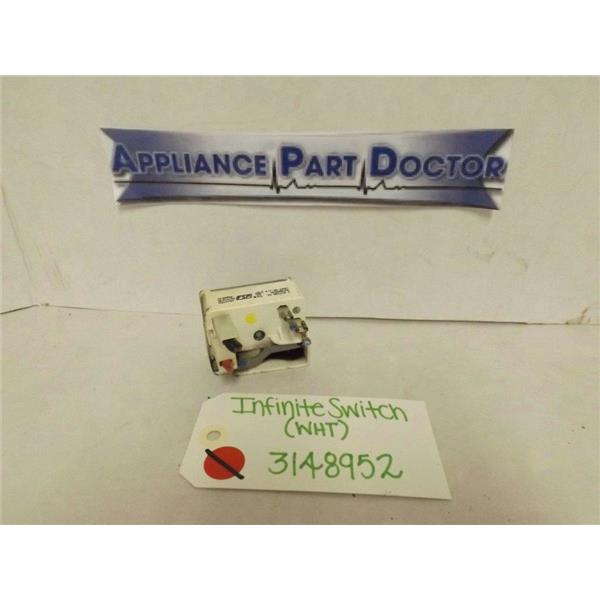 APPLIANCE PART DOCTOR
Infinite Switch
(WHT)
3148952